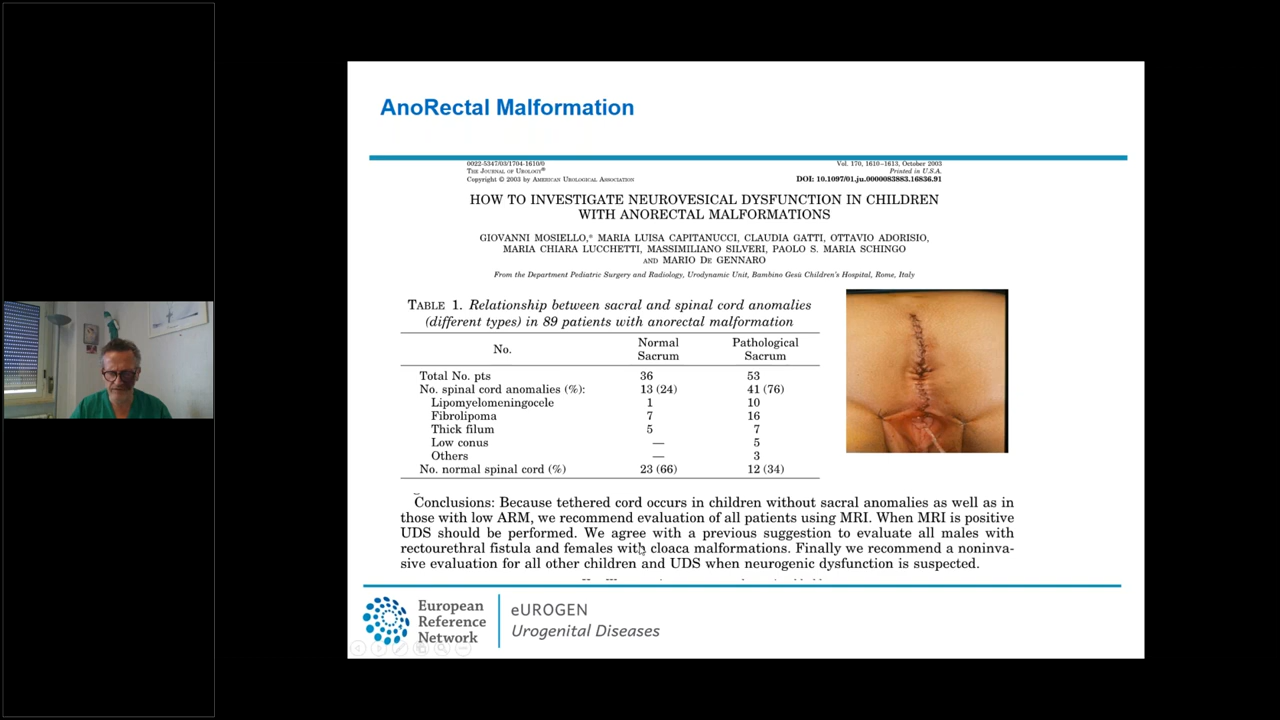 AnoRectal Malformation
0022-5347/03/1704-1610/0
THE JOURNAL OF UROLOGY®
Copyright © 2003 by AMERICAN UROLOGICAL ASSOCIATION
Vol. 170, 1610–1613, October 2003
Printed in U.S.A.
DOI: 10.1097/01.ju.0000083883.16836.91
HOW TO INVESTIGATE NEUROVESICAL DYSFUNCTION IN CHILDREN
WITH ANORECTAL MALFORMATIONS
GIOVANNI MOSIELLO,* MARIA LUISA CAPITANUCCI, CLAUDIA GATTI, OTTAVIO ADORISIO,
MARIA CHIARA LUCCHETTI, MASSIMILIANO SILVERI, PAOLO S. MARIA SCHINGO
AND MARIO DE GENNARO
From the Department Pediatric Surgery and Radiology, Urodynamic Unit, Bambino Gesù Children's Hospital, Rome, Italy
TABLE 1. Relationship between sacral and spinal cord anomalies
(different types) in 89 patients with anorectal malformation
No. Normal Sacrum Pathological Sacrum
Total No. pts 36 53
No. spinal cord anomalies (%): 13 (24) 41 (76)
Lipomyelomeningocele 1 10
Fibrolipoma 7 16
Thick filum 5 7
Low conus — 5
Others — 3
No. normal spinal cord (%) 23 (66) 12 (34)
Conclusions: Because tethered cord occurs in children without sacral anomalies as well as in
those with low ARM, we recommend evaluation of all patients using MRI. When MRI is positive
UDS should be performed. We agree with a previous suggestion to evaluate all males with
rectourethral fistula and females with cloaca malformations. Finally we recommend a noninva-
sive evaluation for all other children and UDS when neurogenic dysfunction is suspected.
European
Reference
Network
eUROGEN
Urogenital Diseases